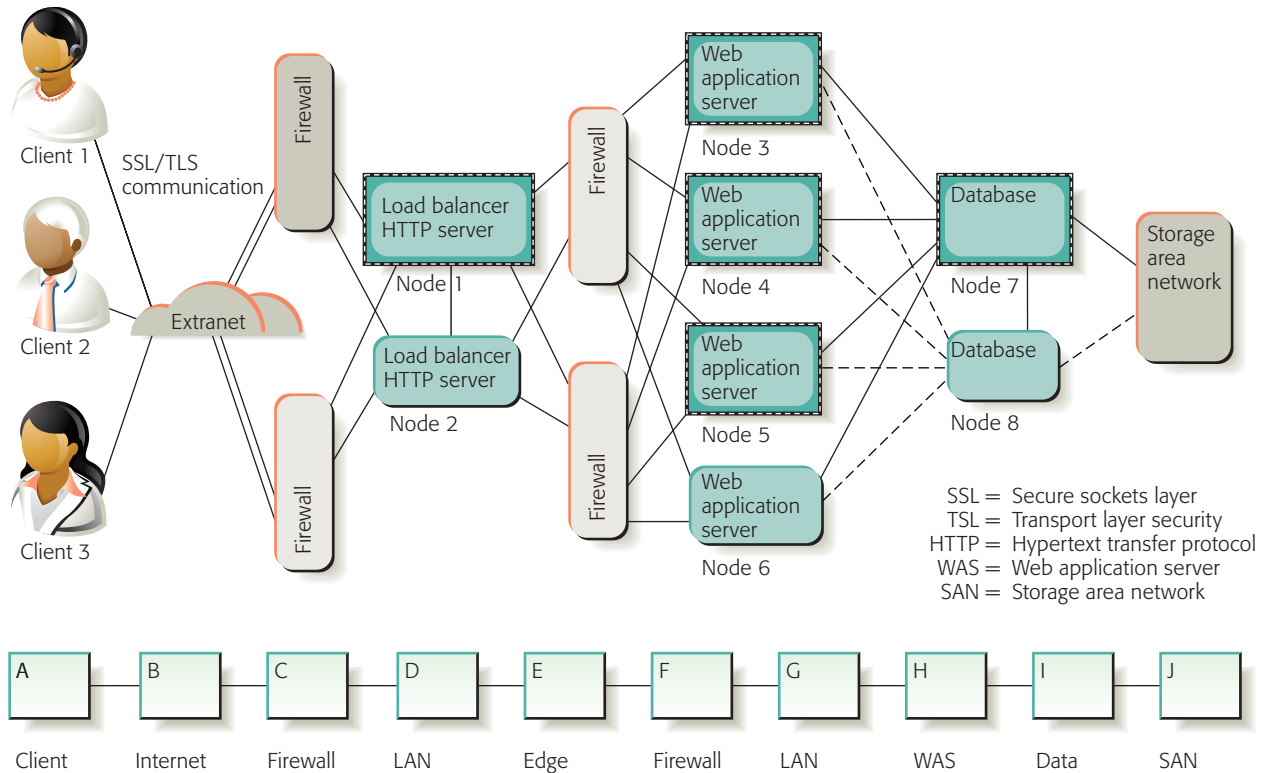 Client 1
SSL/TLS
communication
Client 2
Extranet
Client 3
Firewall
Firewall
Load balancer
HTTP server
Node 1
Load balancer
HTTP server
Node 2
Firewall
Firewall
Web
application
server
Node 3
Web
application
server
Node 4
Web
application
server
Node 5
Web
application
server
Node 6
Database
Node 7
Database
Node 8
Storage
area
network
SSL = Secure sockets layer
TSL = Transport layer security
HTTP = Hypertext transfer protocol
WAS = Web application server
SAN = Storage area network
A
B
C
D
E
F
G
H
I
J
Client
Internet
Firewall
LAN
Edge
Firewall
LAN
WAS
Data
SAN